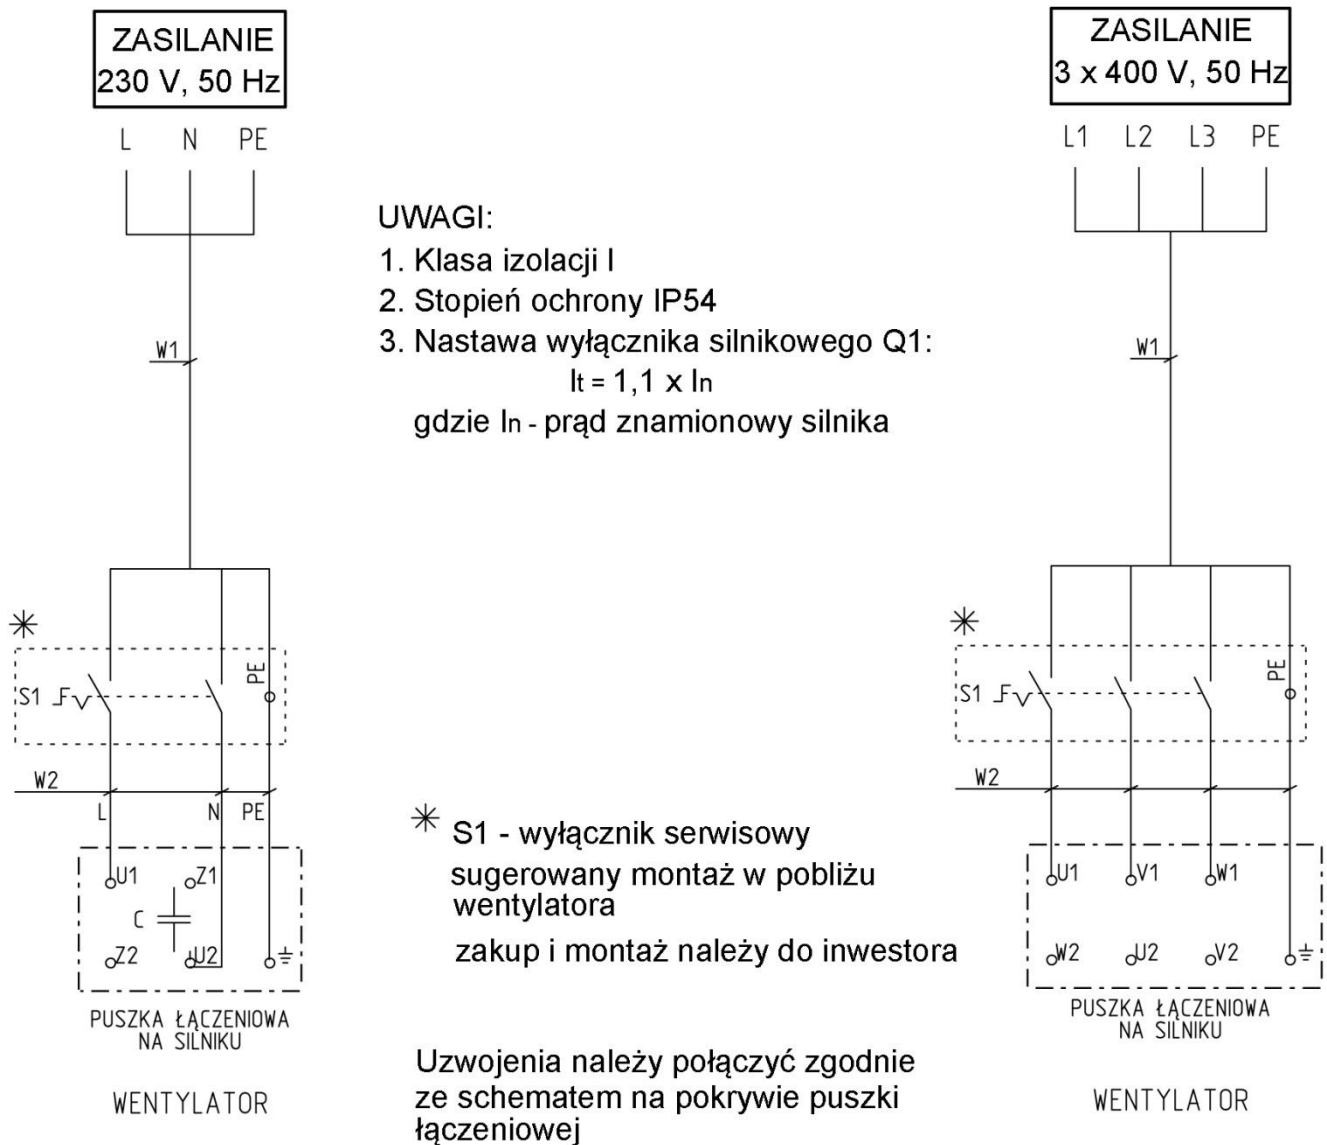 ZASILANIE
230 V, 50 Hz
L N PE
W1
S1
PE
W2
L N PE
U1 Z1
C
Z2 U2
PUSZKA ŁĄCZENIOWA
NA SILNIKU
WENTYLATOR
UWAGI:
1. Klasa izolacji I
2. Stopień ochrony IP54
3. Nastawa wyłącznika silnikowego Q1:
It = 1,1 x In
gdzie In - prąd znamionowy silnika
* S1 - wyłącznik serwisowy
sugerowany montaż w pobliżu
wentylatora
zakup i montaż należy do inwestora
Uzwojenia należy połączyć zgodnie
ze schematem na pokrywie puszki
łączeniowej
ZASILANIE
3 x 400 V, 50 Hz
L1 L2 L3 PE
W1
*
S1
PE
W2
U1 V1 W1
W2 U2 V2
PUSZKA ŁĄCZENIOWA
NA SILNIKU
WENTYLATOR